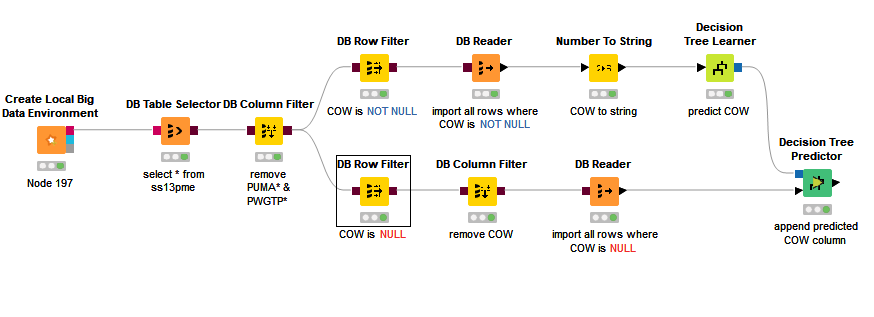 Create Local Big
Data Environment
Node 197
DB Table Selector
select * from
ss13pme
DB Column Filter
remove
PUMA* &
PWGTP*
DB Row Filter
COW is NOT NULL
DB Reader
import all rows where
COW is NOT NULL
Number To String
COW to string
Decision
Tree Learner
predict COW
DB Row Filter
COW is NULL
DB Column Filter
remove COW
DB Reader
import all rows where
COW is NULL
Decision Tree
Predictor
append predicted
COW column